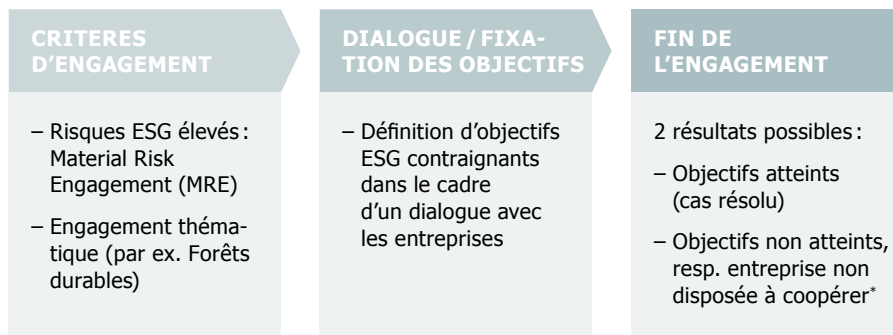 CRITERES
D’ENGAGEMENT
– Risques ESG élevés :
Material Risk
Engagement (MRE)
– Engagement théma-
tique (par ex. Forêts
durables)
DIALOGUE / FIXA-
TION DES OBJECTIFS
– Définition d’objectifs
ESG contraignants
dans le cadre
d’un dialogue avec
les entreprises
FIN DE
L’ENGAGEMENT
2 résultats possibles :
– Objectifs atteints
(cas résolu)
– Objectifs non atteints,
resp. entreprise non
disposée à coopérer*